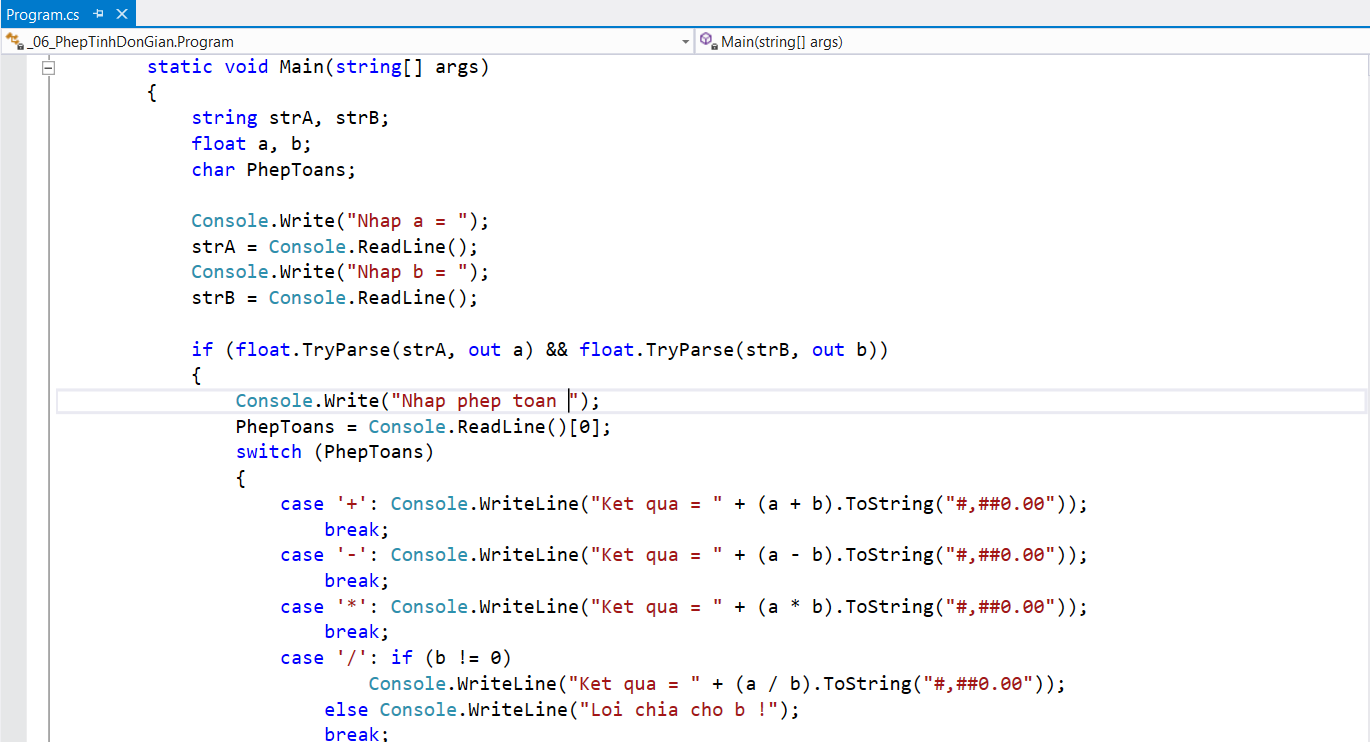 Program.cs
_06_PhepTinhDonGian.Program
Main(string[] args)
static void Main(string[] args)
{
string strA, strB;
float a, b;
char PhepToans;
Console.Write("Nhap a = ");
strA = Console.ReadLine();
Console.Write("Nhap b = ");
strB = Console.ReadLine();
if (float.TryParse(strA, out a) && float.TryParse(strB, out b))
{
Console.Write("Nhap phep toan ");
PhepToans = Console.ReadLine()[0];
switch (PhepToans)
{
case '+': Console.WriteLine("Ket qua = " + (a + b).ToString("#,##0.00"));
break;
case '-': Console.WriteLine("Ket qua = " + (a - b).ToString("#,##0.00"));
break;
case '*': Console.WriteLine("Ket qua = " + (a * b).ToString("#,##0.00"));
break;
case '/': if (b != 0)
Console.WriteLine("Ket qua = " + (a / b).ToString("#,##0.00"));
else Console.WriteLine("Loi chia cho b !");
break;